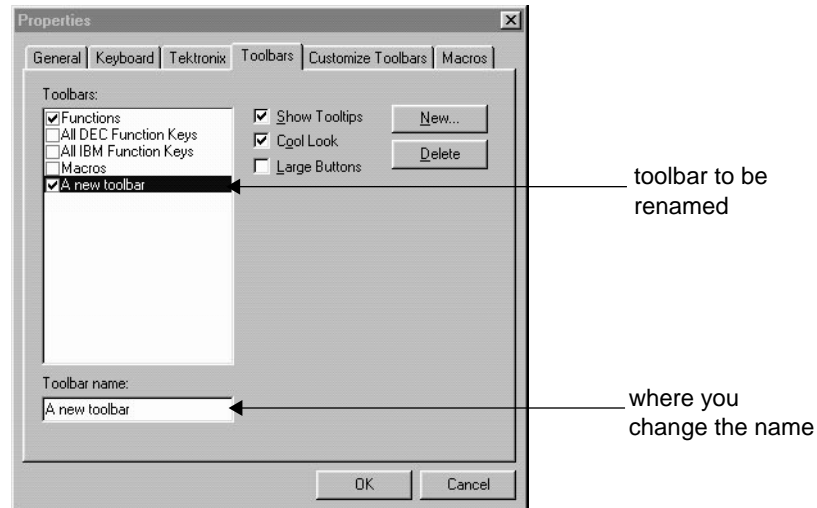 Properties
General Keyboard Tektronix Toolbars Customize Toolbars Macros
Toolbars:
Functions
All DEC Function Keys
All IBM Function Keys
Macros
A new toolbar
Show Tooltips
Cool Look
Large Buttons
New...
Delete
toolbar to be
renamed
Toolbar name:
A new toolbar
where you
change the name
OK Cancel